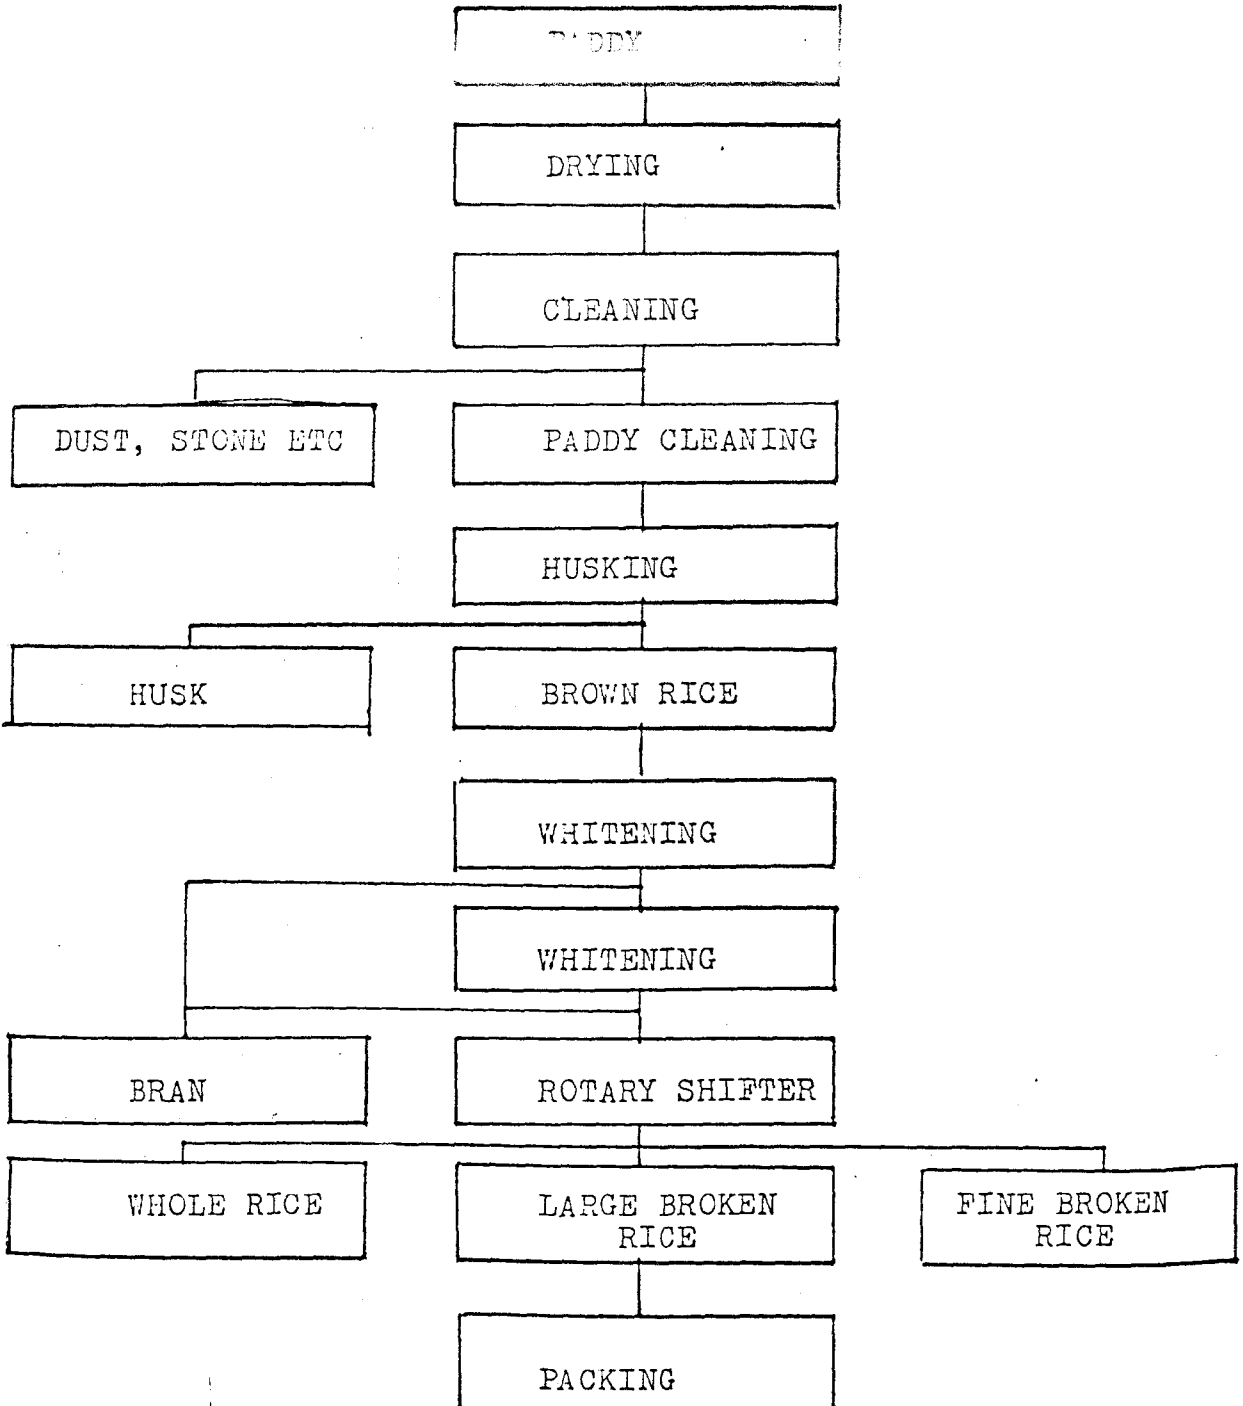 PADDY
DRYING
CLEANING
DUST, STONE ETC
PADDY CLEANING
HUSKING
HUSK
BROWN RICE
WHITENING
WHITENING
BRAN
ROTARY SHIFTER
WHOLE RICE
LARGE BROKEN
RICE
FINE BROKEN
RICE
PACKING